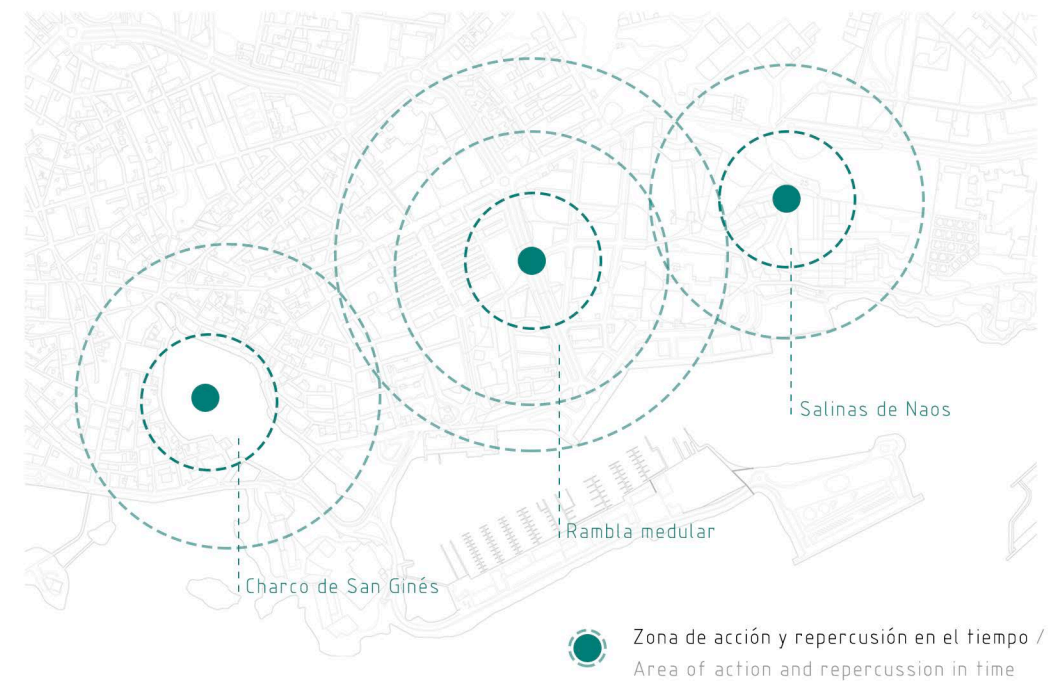 Salinas de Naos
Rambla medular
Charco de San Ginés
Zona de acción y repercusión en el tiempo /
Area of action and repercussion in time